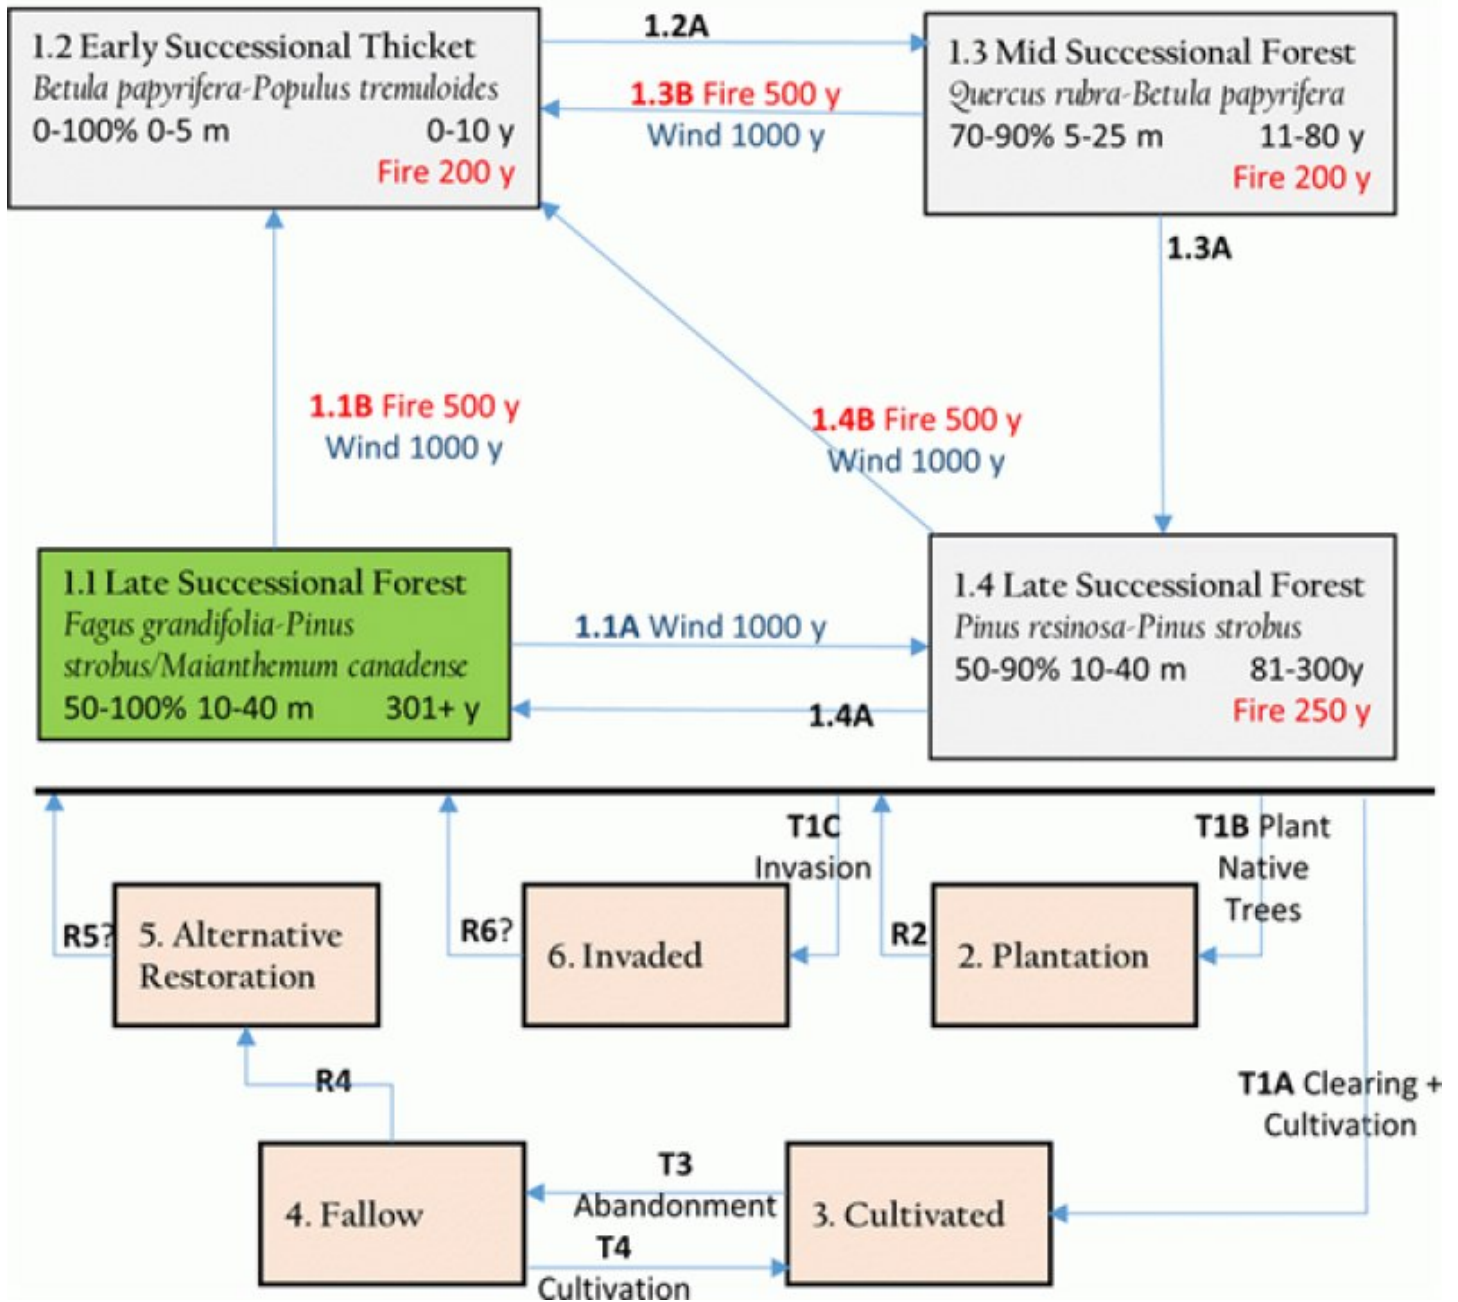 1.2 Early Successional Thicket
Betula papyrifera-Populus tremuloides
0-100% 0-5 m 0-10 y
Fire 200 y
1.2A
1.3B Fire 500 y
Wind 1000 y
1.3 Mid Successional Forest
Quercus rubra-Betula papyrifera
70-90% 5-25 m 11-80 y
Fire 200 y
1.3A
1.1B Fire 500 y
Wind 1000 y
1.4B Fire 500 y
Wind 1000 y
1.1 Late Successional Forest
Fagus grandifolia-Pinus
strobus/Maianthemum canadense
50-100% 10-40 m 301+ y
1.1A Wind 1000 y
1.4A
1.4 Late Successional Forest
Pinus resinosa-Pinus strobus
50-90% 10-40 m 81-300y
Fire 250 y
R5?
5. Alternative
Restoration
R6?
6. Invaded
T1C
Invasion
R2
2. Plantation
T1B Plant
Native
Trees
R4
T1A Clearing +
Cultivation
4. Fallow
T3
Abandonment
T4
Cultivation
3. Cultivated